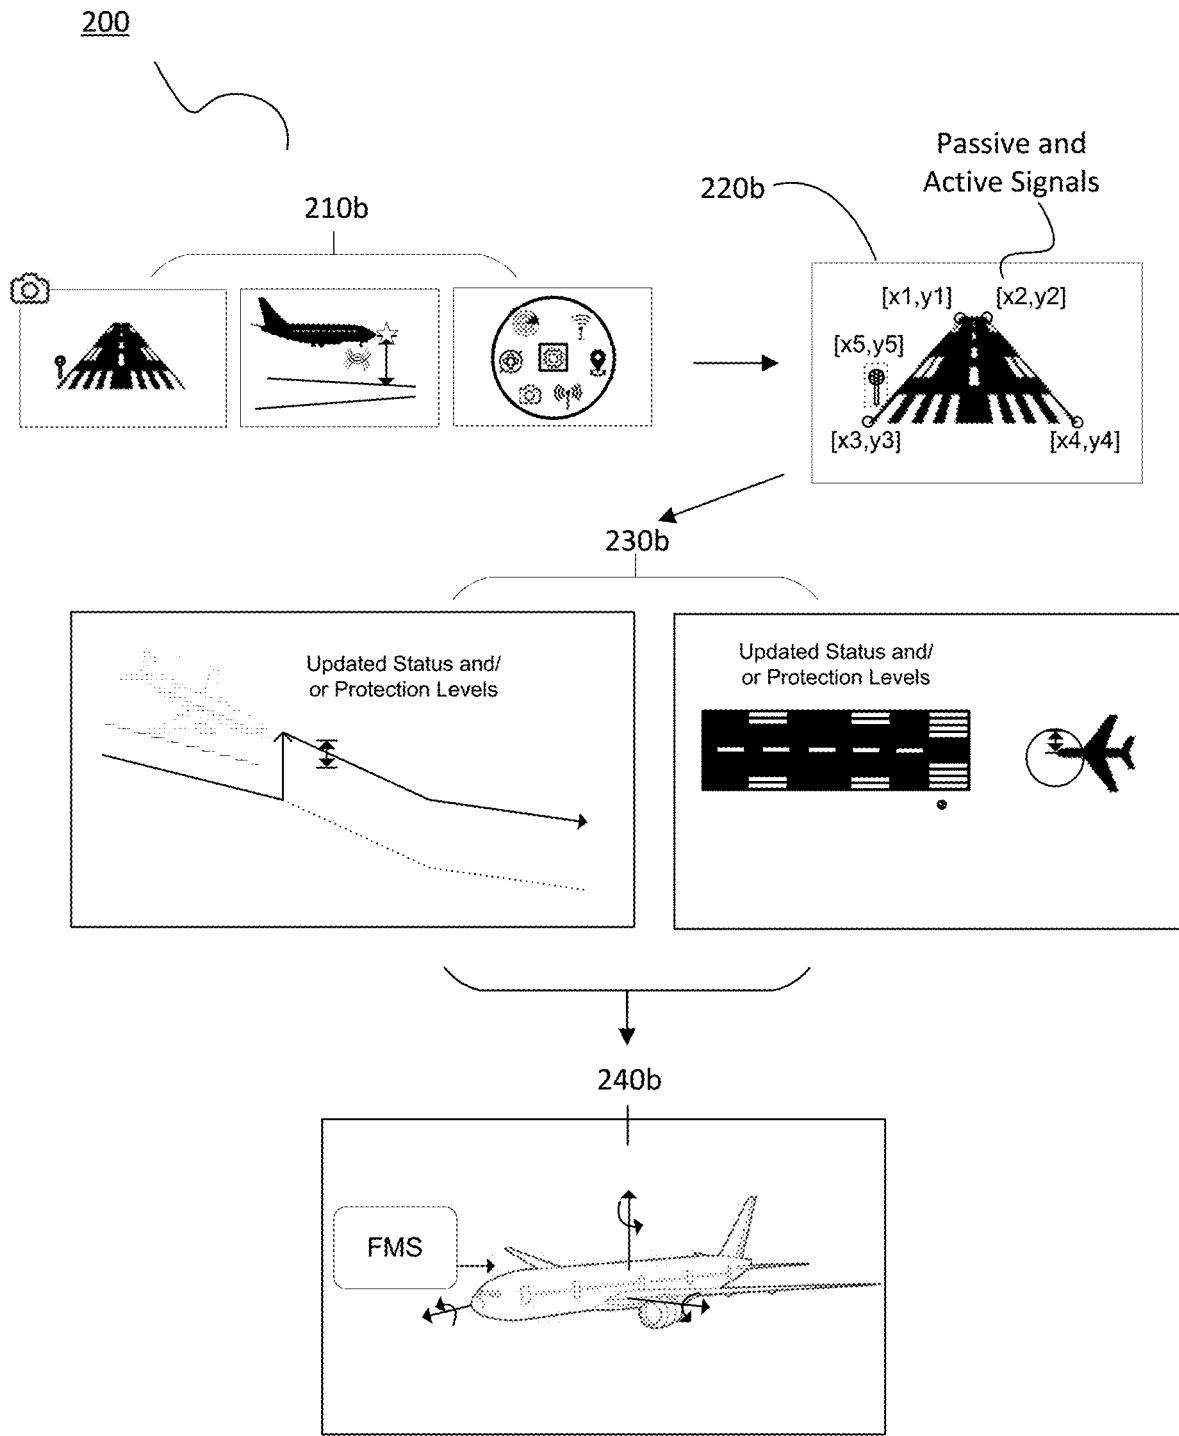 200
Passive and
Active Signals
220b
210b
[x1,y1]
[x2,y2]
[x5,y5]
[x3,y3]
[x4,y4]
230b
Updated Status and/
or Protection Levels
Updated Status and/
or Protection Levels
240b
FMS